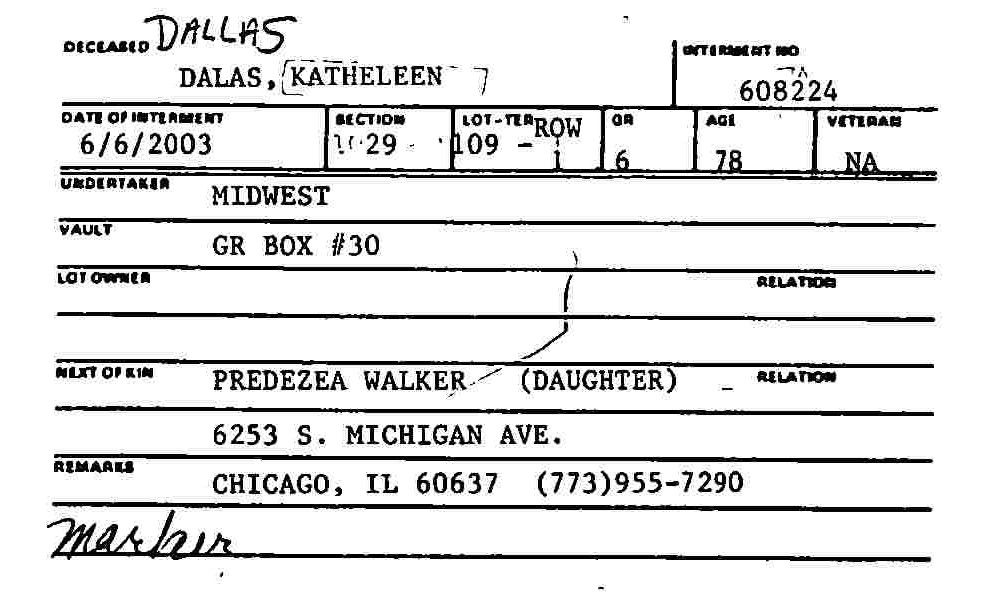 DECEASED DALLAS
DALAS, KATHELEEN
INTERMENT NO
608224
DATE OF INTERMENT SECTION LOT-TER ROW GR AGE VETERAN
6/6/2003 29 109 - 1 6 78 NA
UNDERTAKER MIDWEST
VAULT GR BOX #30
LOT OWNER RELATION
NEXT OF KIN PREDEZEA WALKER (DAUGHTER) RELATION
6253 S. MICHIGAN AVE.
REMARKS CHICAGO, IL 60637 (773)955-7290
Marker